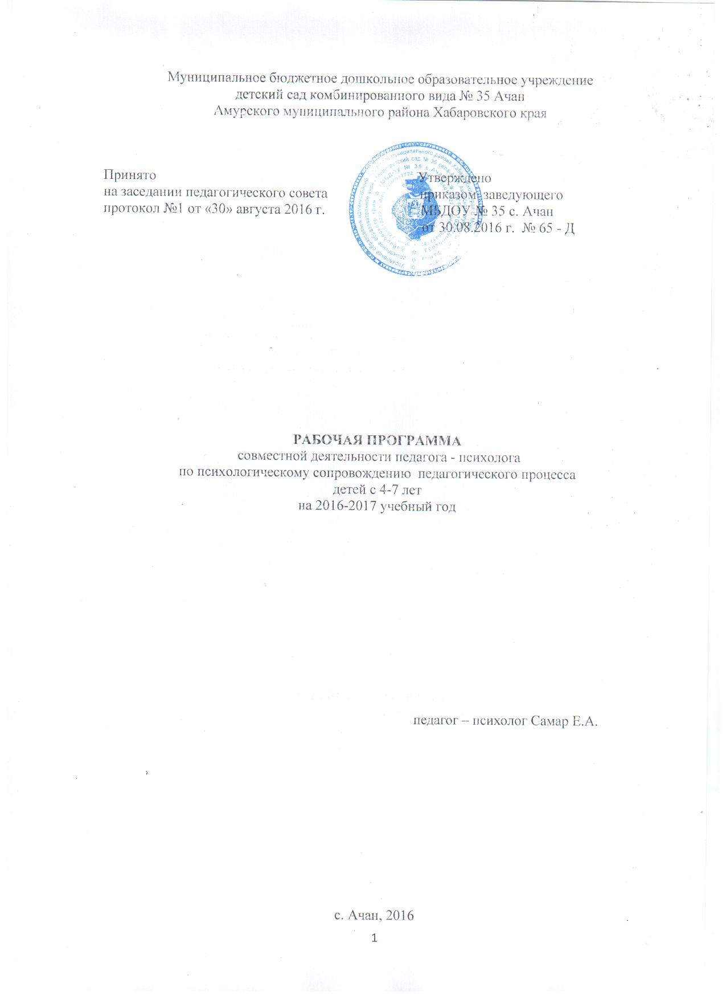 Муниципальное бюджетное дошкольное образовательное учреждение
детский сад комбинированного вида № 35 Ачан
Амурского муниципального района Хабаровского края
Принято
на заседании педагогического совета
протокол №1 от «30» августа 2016 г.
Утверждено
приказом заведующего
МБДОУ № 35 с. Ачан
от 30.08.2016 г. № 65 - Д
РАБОЧАЯ ПРОГРАММА
совместной деятельности педагога - психолога
по психологическому сопровождению педагогического процесса
детей с 4-7 лет
на 2016-2017 учебный год
педагог – психолог Самар Е.А.
с. Ачан, 2016
1